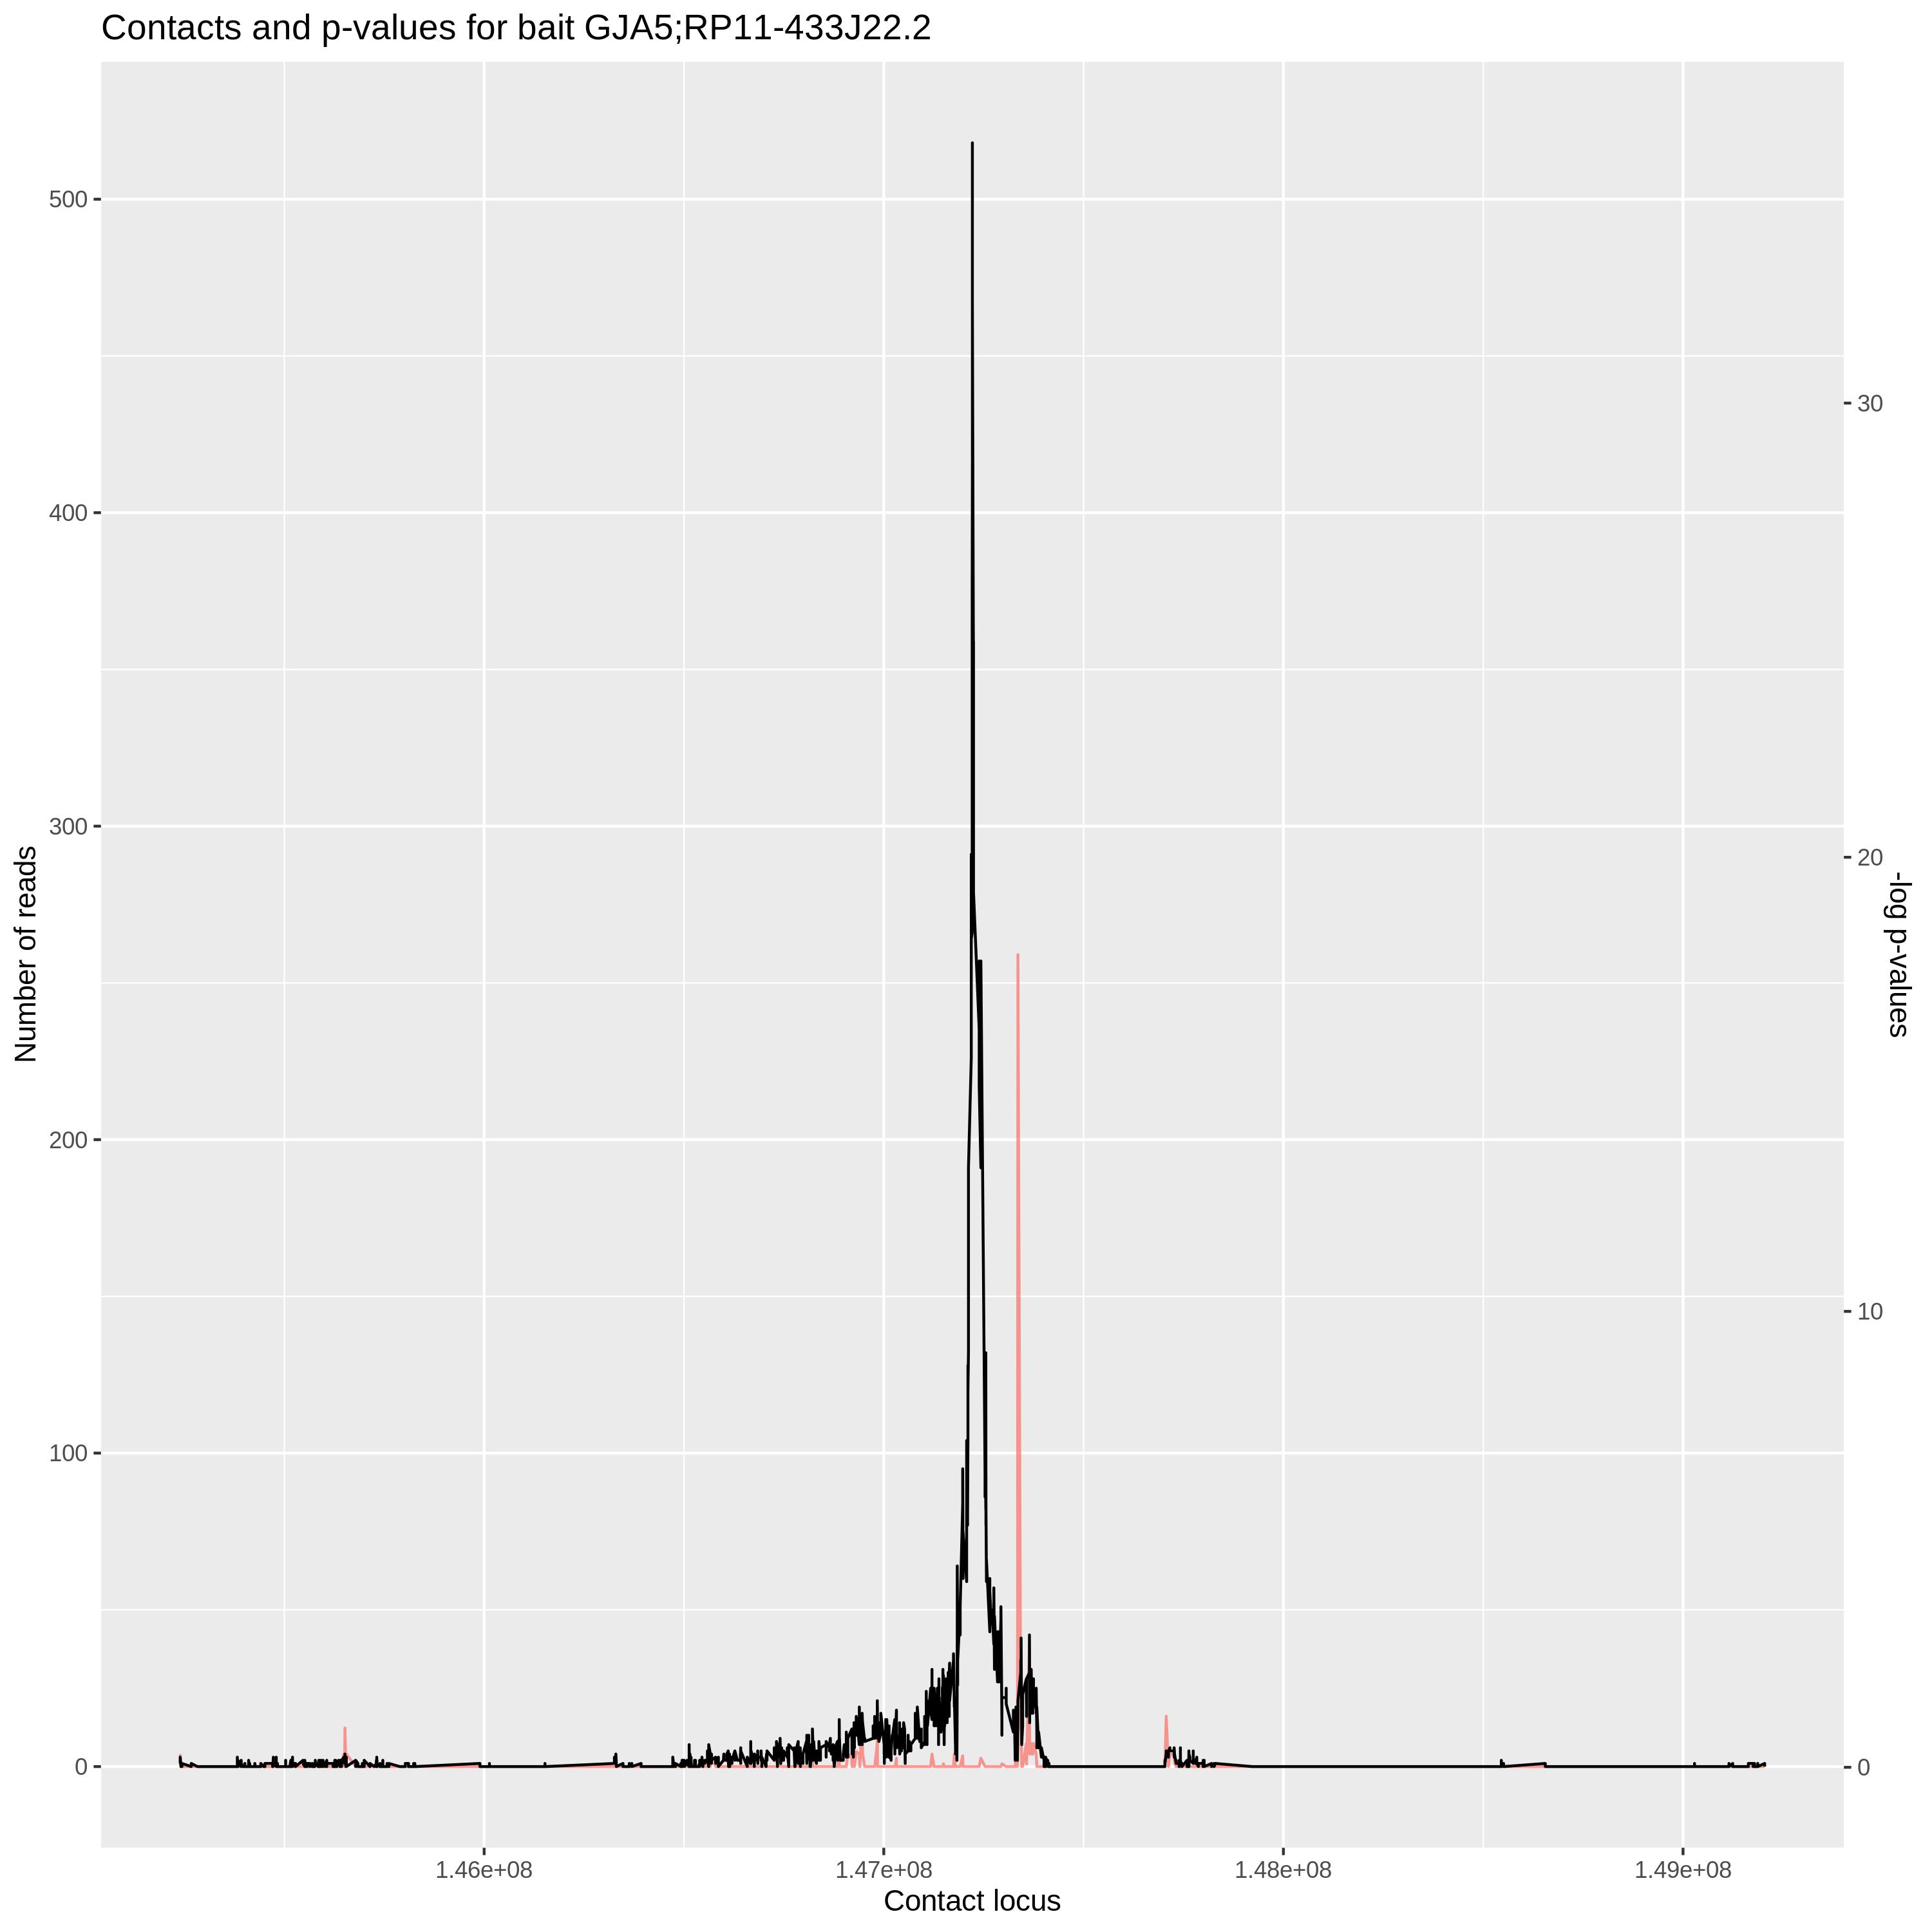 Contacts and p-values for bait GJA5;RP11-433J22.2
Number of reads
500
400
300
200
100
0
30
20
10
0
-log p-values
1.46e+08
1.47e+08
1.48e+08
1.49e+08
Contact locus